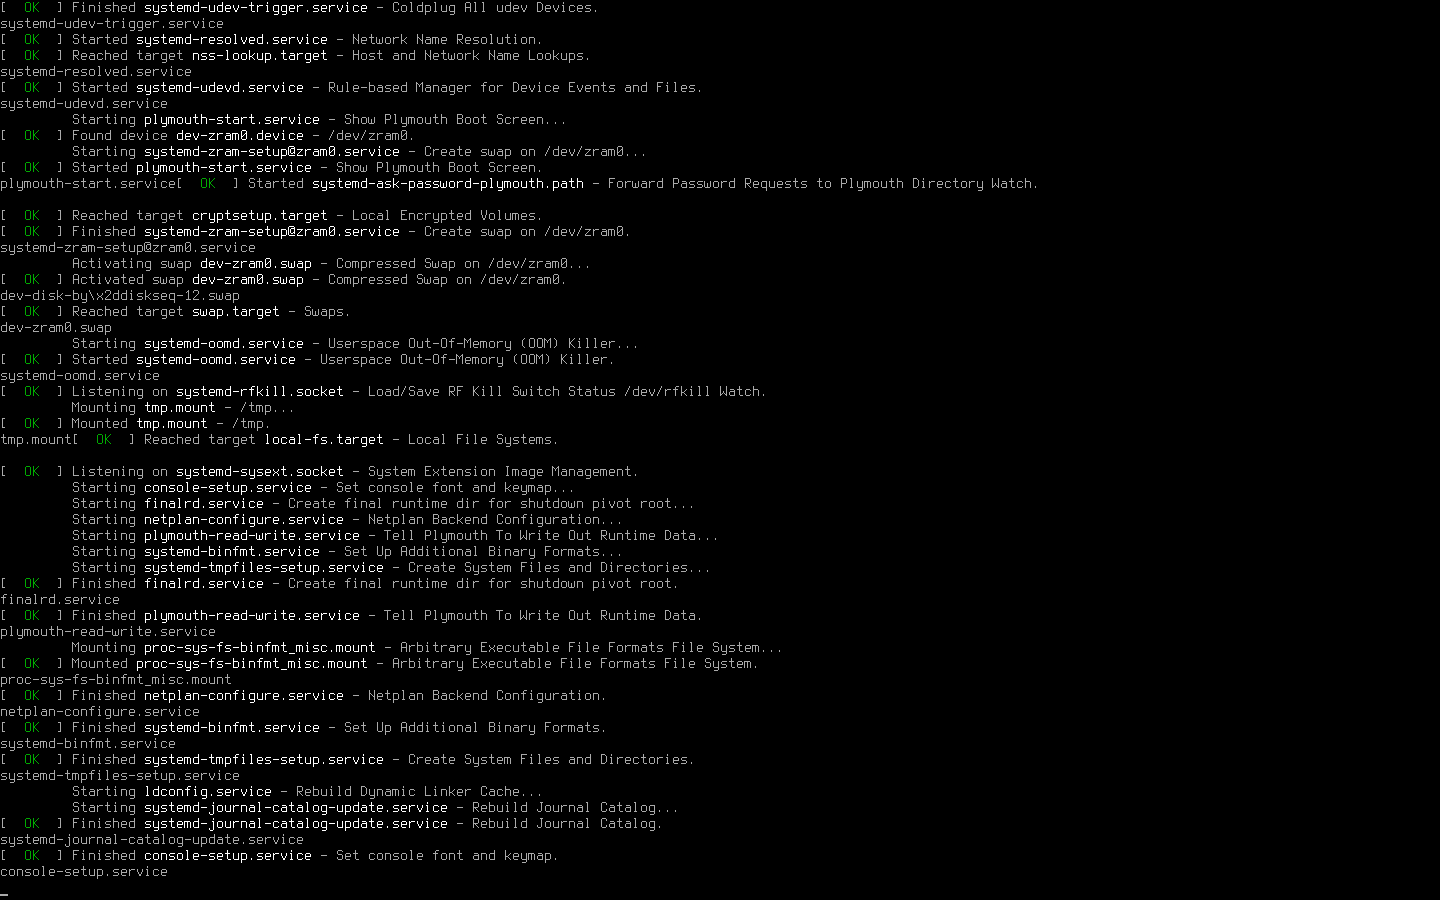 [  OK  ] Finished systemd-udev-trigger.service - Coldplug All udev Devices.
systemd-udev-trigger.service
[  OK  ] Started systemd-resolved.service - Network Name Resolution.
[  OK  ] Reached target nss-lookup.target - Host and Network Name Lookups.
systemd-resolved.service
[  OK  ] Started systemd-udevd.service - Rule-based Manager for Device Events and Files.
systemd-udevd.service
         Starting plymouth-start.service - Show Plymouth Boot Screen...
[  OK  ] Found device dev-zram0.device - /dev/zram0.
         Starting systemd-zram-setup@zram0.service - Create swap on /dev/zram0...
[  OK  ] Started plymouth-start.service - Show Plymouth Boot Screen.
plymouth-start.service[  OK  ] Started systemd-ask-password-plymouth.path - Forward Password Requests to Plymouth Directory Watch.
[  OK  ] Reached target cryptsetup.target - Local Encrypted Volumes.
[  OK  ] Finished systemd-zram-setup@zram0.service - Create swap on /dev/zram0.
systemd-zram-setup@zram0.service
         Activating swap dev-zram0.swap - Compressed Swap on /dev/zram0...
[  OK  ] Activated swap dev-zram0.swap - Compressed Swap on /dev/zram0.
dev-disk-by\x2ddiskseq-12.swap
[  OK  ] Reached target swap.target - Swaps.
dev-zram0.swap
         Starting systemd-oomd.service - Userspace Out-Of-Memory (OOM) Killer...
[  OK  ] Started systemd-oomd.service - Userspace Out-Of-Memory (OOM) Killer.
systemd-oomd.service
[  OK  ] Listening on systemd-rfkill.socket - Load/Save RF Kill Switch Status /dev/rfkill Watch.
         Mounting tmp.mount - /tmp...
[  OK  ] Mounted tmp.mount - /tmp.
tmp.mount[  OK  ] Reached target local-fs.target - Local File Systems.
[  OK  ] Listening on systemd-sysext.socket - System Extension Image Management.
         Starting console-setup.service - Set console font and keymap...
         Starting finalrd.service - Create final runtime dir for shutdown pivot root...
         Starting netplan-configure.service - Netplan Backend Configuration...
         Starting plymouth-read-write.service - Tell Plymouth To Write Out Runtime Data...
         Starting systemd-binfmt.service - Set Up Additional Binary Formats...
         Starting systemd-tmpfiles-setup.service - Create System Files and Directories...
[  OK  ] Finished finalrd.service - Create final runtime dir for shutdown pivot root.
finalrd.service
[  OK  ] Finished plymouth-read-write.service - Tell Plymouth To Write Out Runtime Data.
plymouth-read-write.service
         Mounting proc-sys-fs-binfmt_misc.mount - Arbitrary Executable File Formats File System...
[  OK  ] Mounted proc-sys-fs-binfmt_misc.mount - Arbitrary Executable File Formats File System.
proc-sys-fs-binfmt_misc.mount
[  OK  ] Finished netplan-configure.service - Netplan Backend Configuration.
netplan-configure.service
[  OK  ] Finished systemd-binfmt.service - Set Up Additional Binary Formats.
systemd-binfmt.service
[  OK  ] Finished systemd-tmpfiles-setup.service - Create System Files and Directories.
systemd-tmpfiles-setup.service
         Starting ldconfig.service - Rebuild Dynamic Linker Cache...
         Starting systemd-journal-catalog-update.service - Rebuild Journal Catalog...
[  OK  ] Finished systemd-journal-catalog-update.service - Rebuild Journal Catalog.
systemd-journal-catalog-update.service
[  OK  ] Finished console-setup.service - Set console font and keymap.
console-setup.service